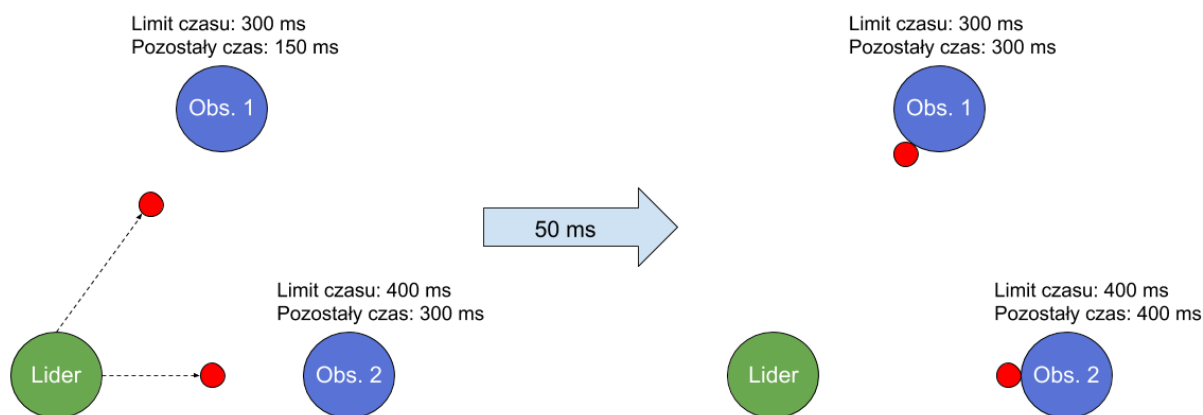 Limit czasu: 300 ms
Pozostały czas: 150 ms
Obs. 1
Limit czasu: 400 ms
Pozostały czas: 300 ms
Lider
Obs. 2
50 ms
Limit czasu: 300 ms
Pozostały czas: 300 ms
Obs. 1
Limit czasu: 400 ms
Pozostały czas: 400 ms
Lider
Obs. 2